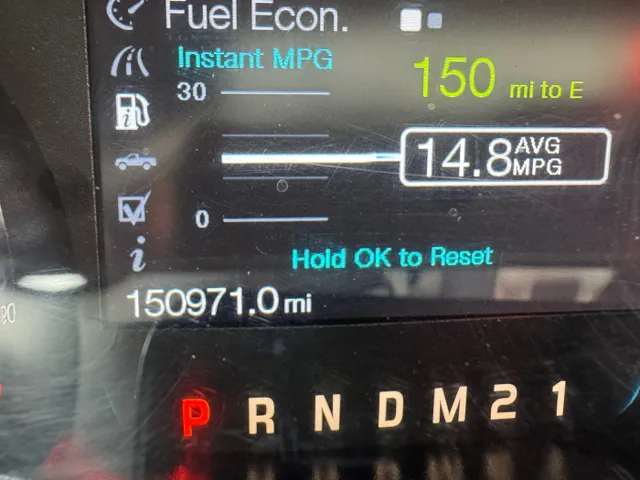 Fuel Econ.
Instant MPG
150 mi to E
30
14.8 AVG MPG
0
Hold OK to Reset
150971.0 mi
P R N D M 2 1